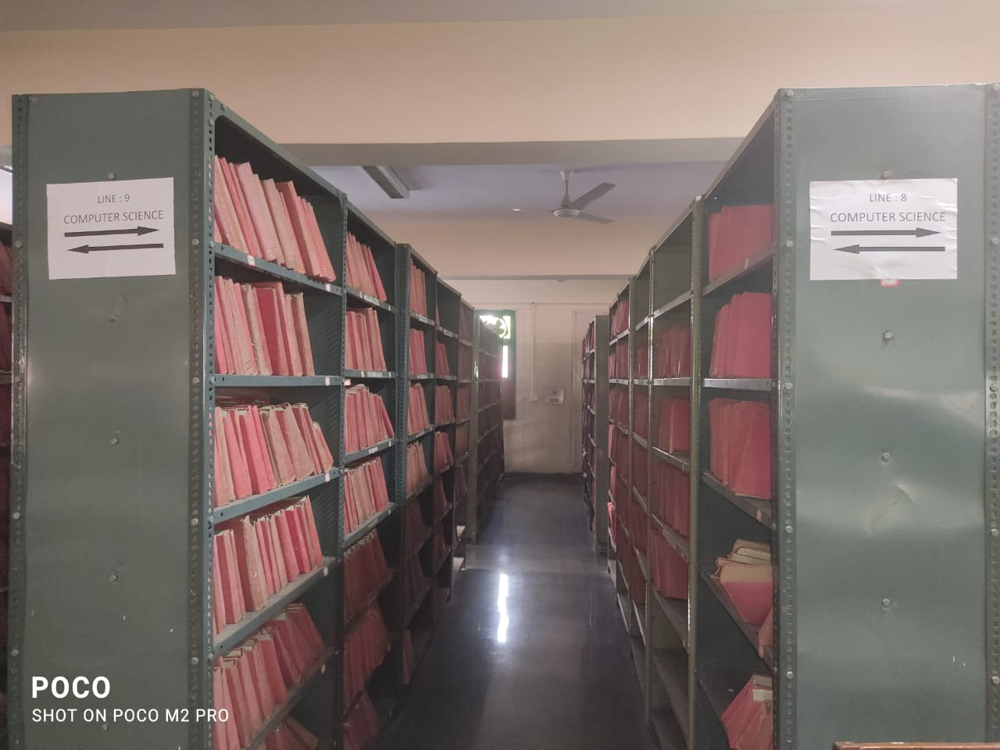 LINE : 9
COMPUTER SCIENCE
LINE : 8
COMPUTER SCIENCE
POCO
SHOT ON POCO M2 PRO